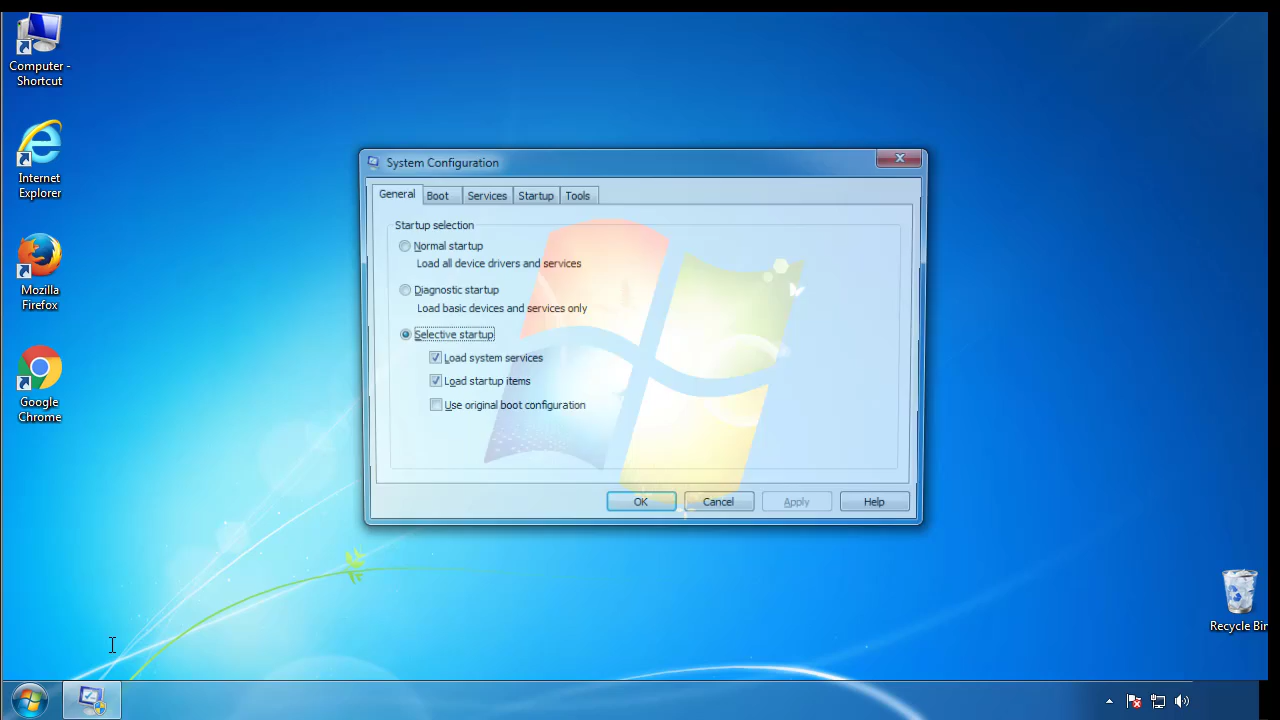 Computer -
Shortcut
Internet
Explorer
Mozilla
Firefox
Google
Chrome
System Configuration
General
Boot
Services
Startup
Tools
Startup selection
Normal startup
Load all device drivers and services
Diagnostic startup
Load basic devices and services only
Selective startup
Load system services
Load startup items
Use original boot configuration
OK
Cancel
Apply
Help
Recycle Bin